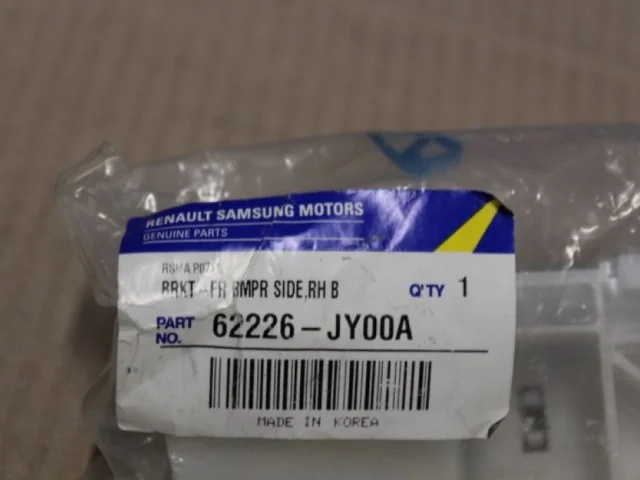 RENAULT SAMSUNG MOTORS
GENUINE PARTS
BRKT-FR BMPR SIDE,RH B
Q'TY 1
PART NO. 62226-JY00A
MADE IN KOREA